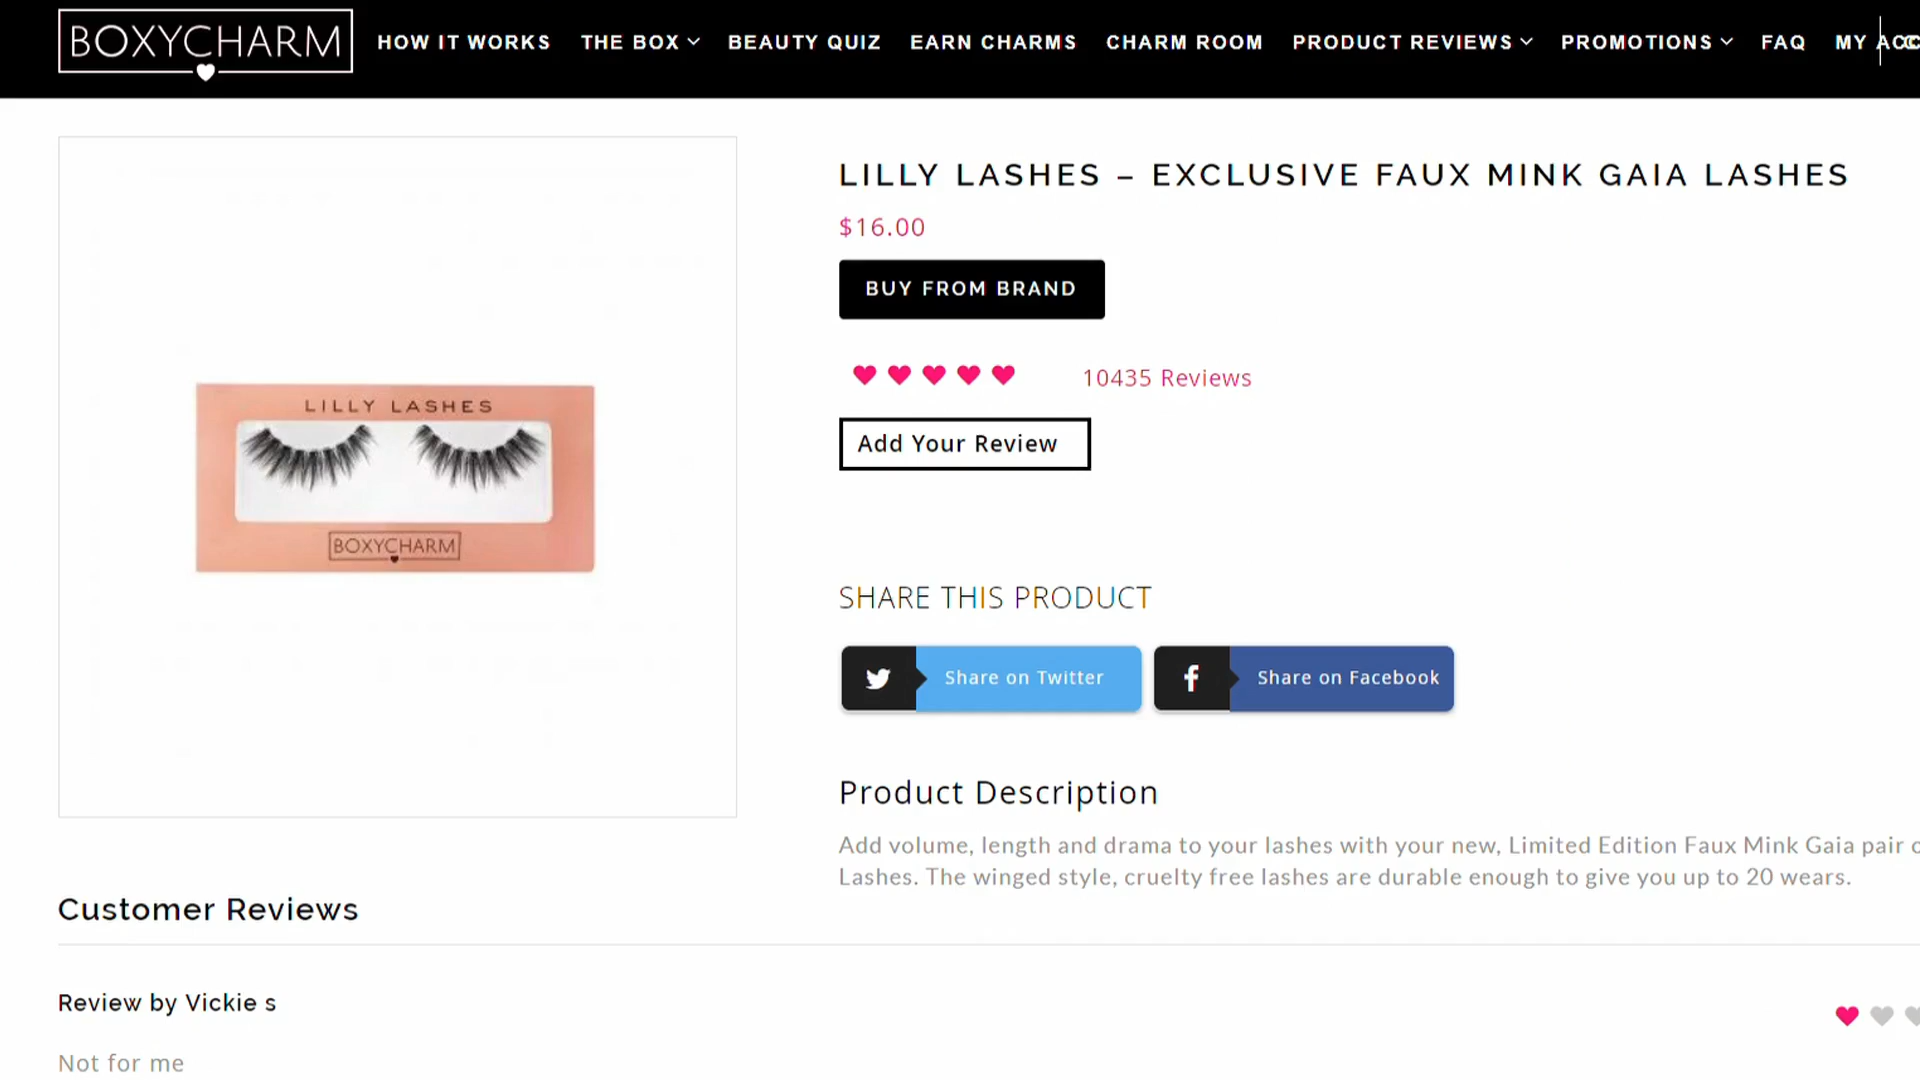 BOXYCHARM
HOW IT WORKS THE BOX BEAUTY QUIZ EARN CHARMS CHARM ROOM PRODUCT REVIEWS PROMOTIONS FAQ MY
LILLY LASHES – EXCLUSIVE FAUX MINK GAIA LASHES
$16.00
BUY FROM BRAND
10435 Reviews
Add Your Review
LILLY LASHES
BOXYCHARM
SHARE THIS PRODUCT
Share on Twitter
Share on Facebook
Product Description
Add volume, length and drama to your lashes with your new, Limited Edition Faux Mink Gaia pair
Lashes. The winged style, cruelty free lashes are durable enough to give you up to 20 wears.
Customer Reviews
Review by Vickie s
Not for me